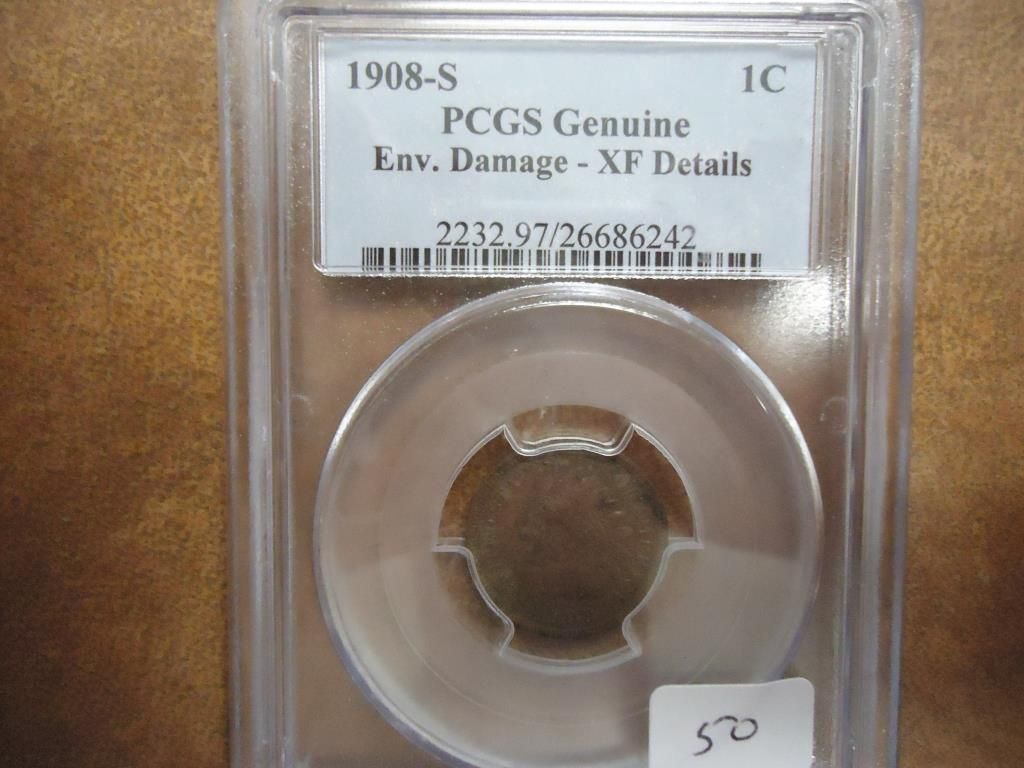 1908-S 1C
PCGS Genuine
Env. Damage - XF Details
2232.97/26686242
50